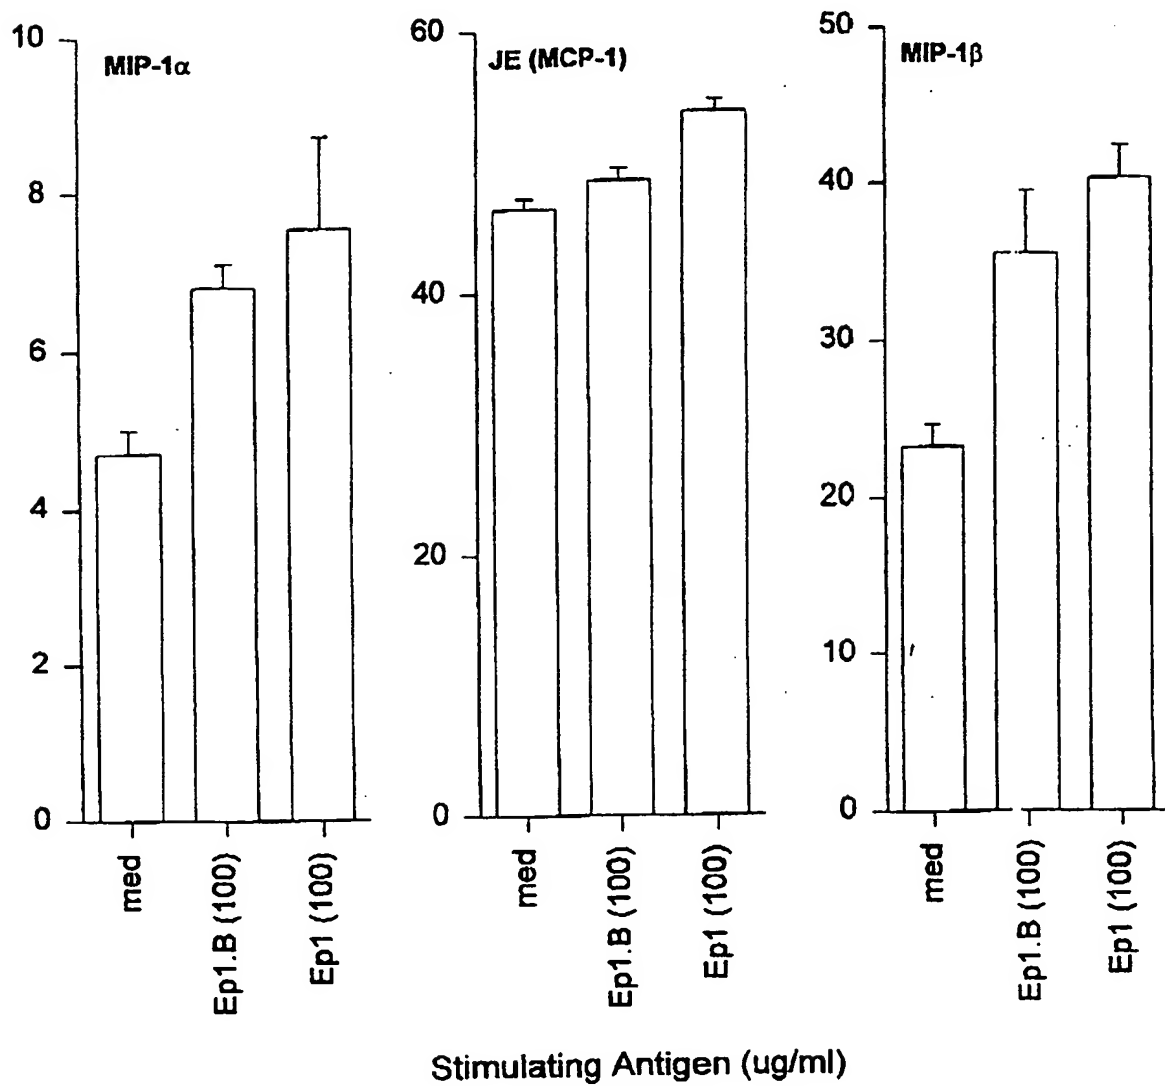 MIP-1α
10
8
6
4
2
0
med
Ep1.B (100)
Ep1 (100)
JE (MCP-1)
60
40
20
0
med
Ep1.B (100)
Ep1 (100)
MIP-1β
50
40
30
20
10
0
med
Ep1.B (100)
Ep1 (100)
Stimulating Antigen (ug/ml)